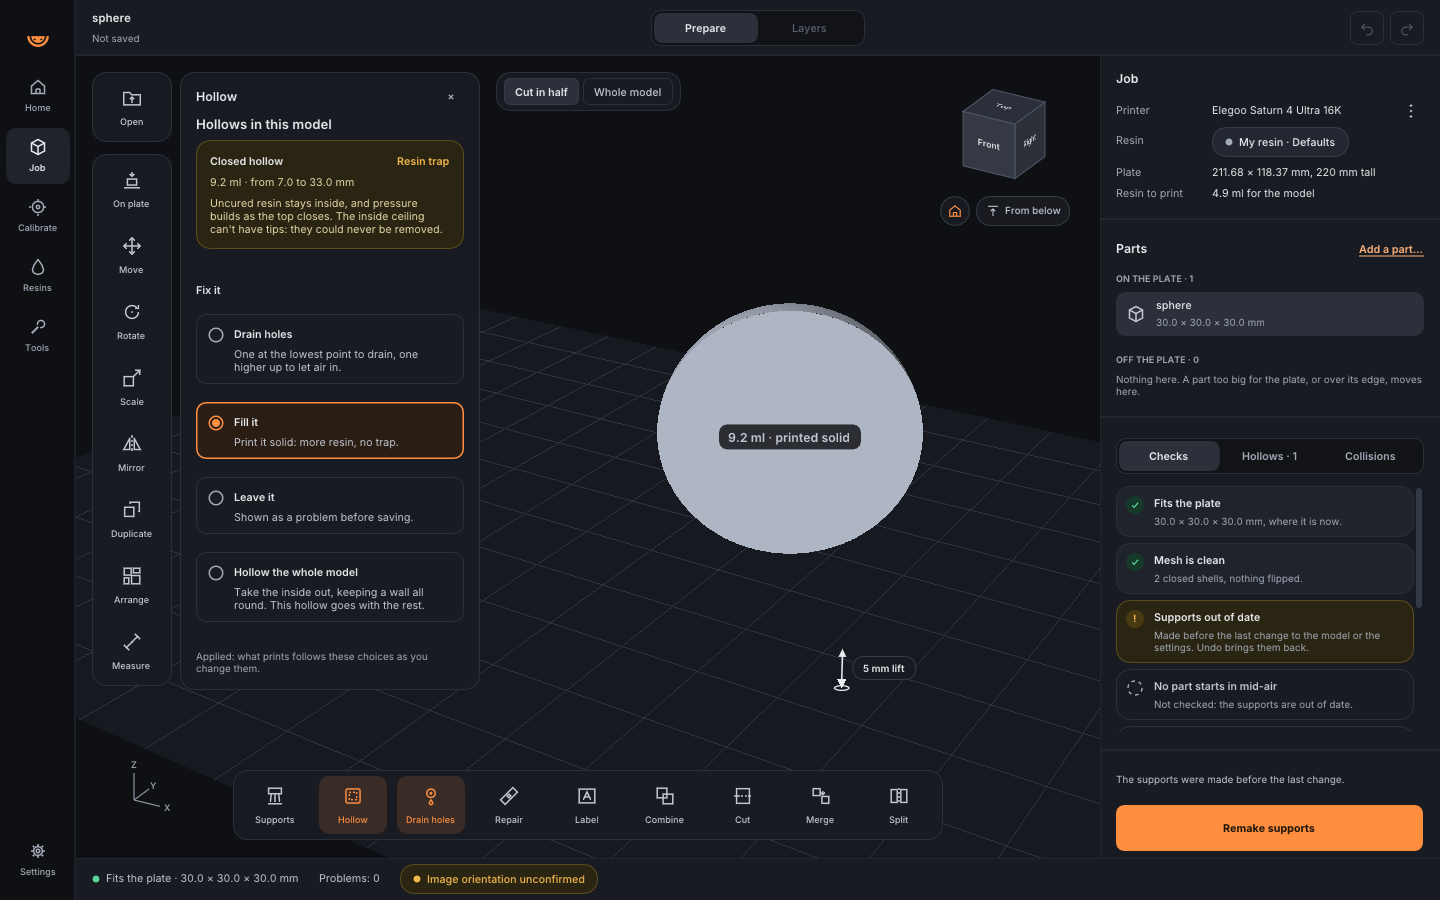 sphere
Not saved
Prepare
Layers
Home
Job
Calibrate
Resins
Tools
Settings
Open
On plate
Move
Rotate
Scale
Mirror
Duplicate
Arrange
Measure
Hollow
×
Hollows in this model
Closed hollow
Resin trap
9.2 ml · from 7.0 to 33.0 mm
Uncured resin stays inside, and pressure
builds as the top closes. The inside ceiling
can't have tips: they could never be removed.
Fix it
Drain holes
One at the lowest point to drain, one
higher up to let air in.
Fill it
Print it solid: more resin, no trap.
Leave it
Shown as a problem before saving.
Hollow the whole model
Take the inside out, keeping a wall all
round. This hollow goes with the rest.
Applied: what prints follows these choices as you
change them.
Cut in half
Whole model
Top
Front
Right
From below
9.2 ml · printed solid
5 mm lift
Z
Y
X
Supports
Hollow
Drain holes
Repair
Label
Combine
Cut
Merge
Split
Job
Printer
Elegoo Saturn 4 Ultra 16K
Resin
My resin · Defaults
Plate
211.68 × 118.37 mm, 220 mm tall
Resin to print
4.9 ml for the model
Parts
Add a part...
ON THE PLATE · 1
sphere
30.0 × 30.0 × 30.0 mm
OFF THE PLATE · 0
Nothing here. A part too big for the plate, or over its edge, moves
here.
Checks
Hollows · 1
Collisions
Fits the plate
30.0 × 30.0 × 30.0 mm, where it is now.
Mesh is clean
2 closed shells, nothing flipped.
Supports out of date
Made before the last change to the model or the
settings. Undo brings them back.
No part starts in mid-air
Not checked: the supports are out of date.
The supports were made before the last change.
Remake supports
Fits the plate · 30.0 × 30.0 × 30.0 mm
Problems: 0
Image orientation unconfirmed